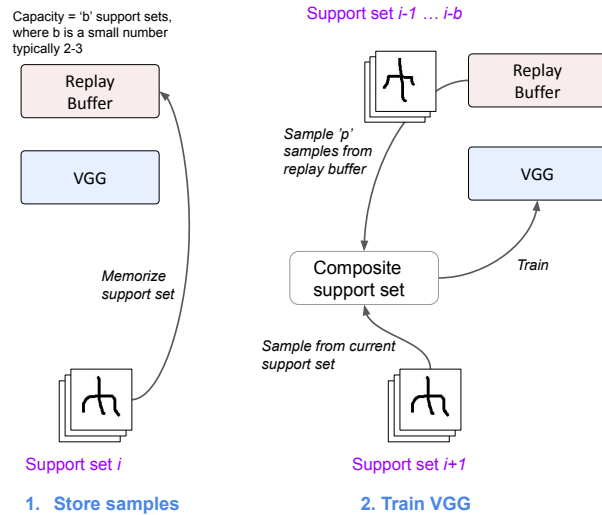 Capacity = 'b' support sets,
where b is a small number
typically 2-3
Replay
Buffer
VGG
Memorize
support set
Support set i
1. Store samples
Support set i-1 ... i-b
Replay
Buffer
Sample 'p'
samples from
replay buffer
VGG
Composite
support set
Train
Sample from current
support set
Support set i+1
2. Train VGG